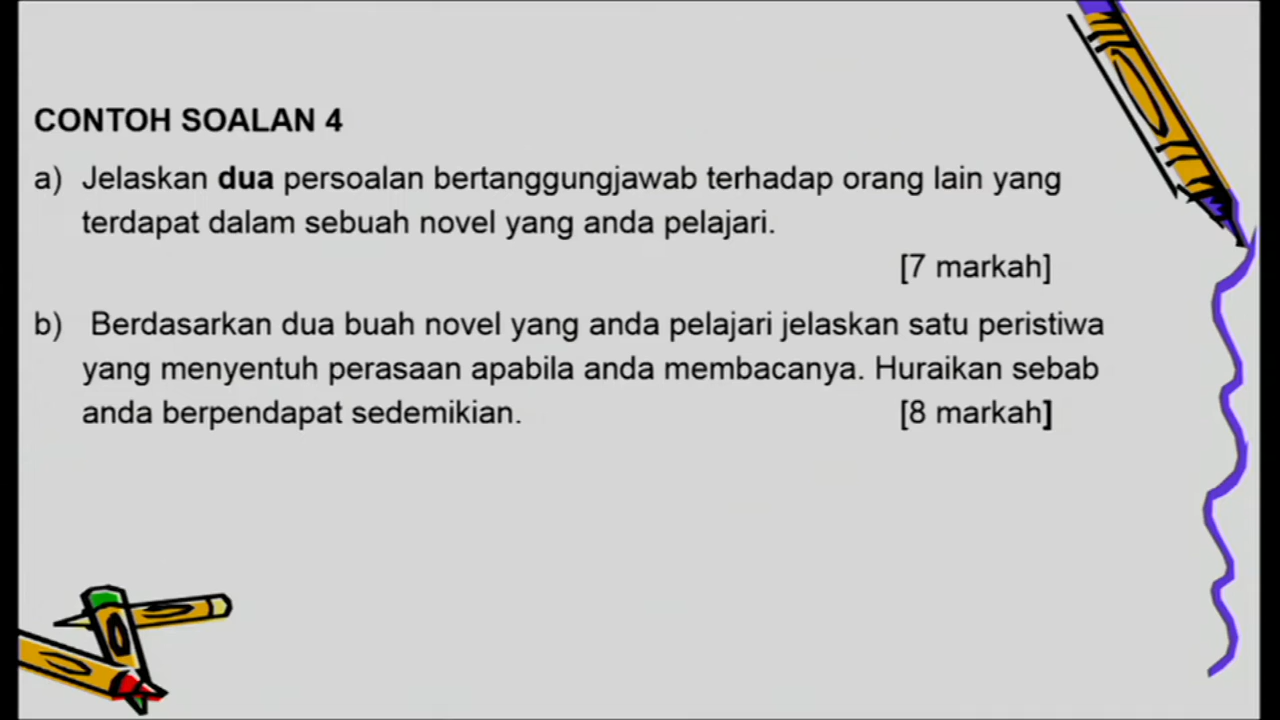 CONTOH SOALAN 4
a) Jelaskan dua persoalan bertanggungjawab terhadap orang lain yang
terdapat dalam sebuah novel yang anda pelajari.
[7 markah]
b) Berdasarkan dua buah novel yang anda pelajari jelaskan satu peristiwa
yang menyentuh perasaan apabila anda membacanya. Huraikan sebab
anda berpendapat sedemikian. [8 markah]